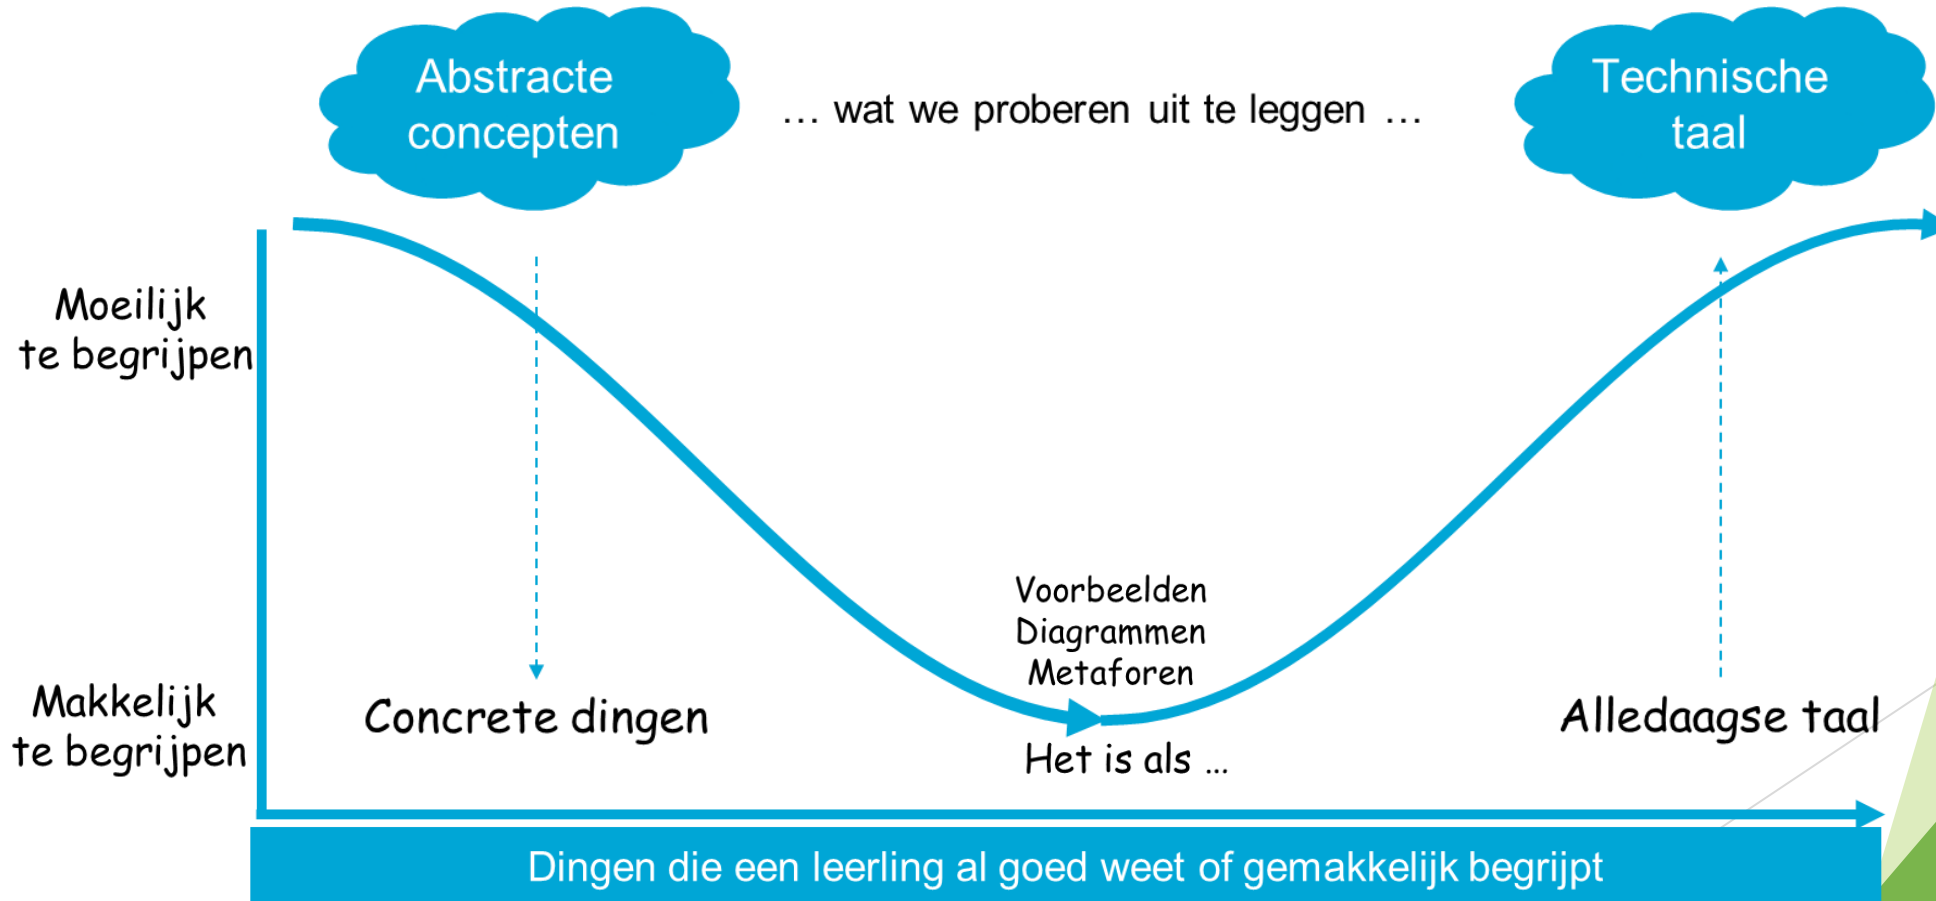 Abstracte
concepten
… wat we proberen uit te leggen …
Technische
taal
Moeilijk
te begrijpen
Voorbeelden
Diagrammen
Metaforen
Makkelijk
te begrijpen
Concrete dingen
Het is als …
Alledaagse taal
Dingen die een leerling al goed weet of gemakkelijk begrijpt